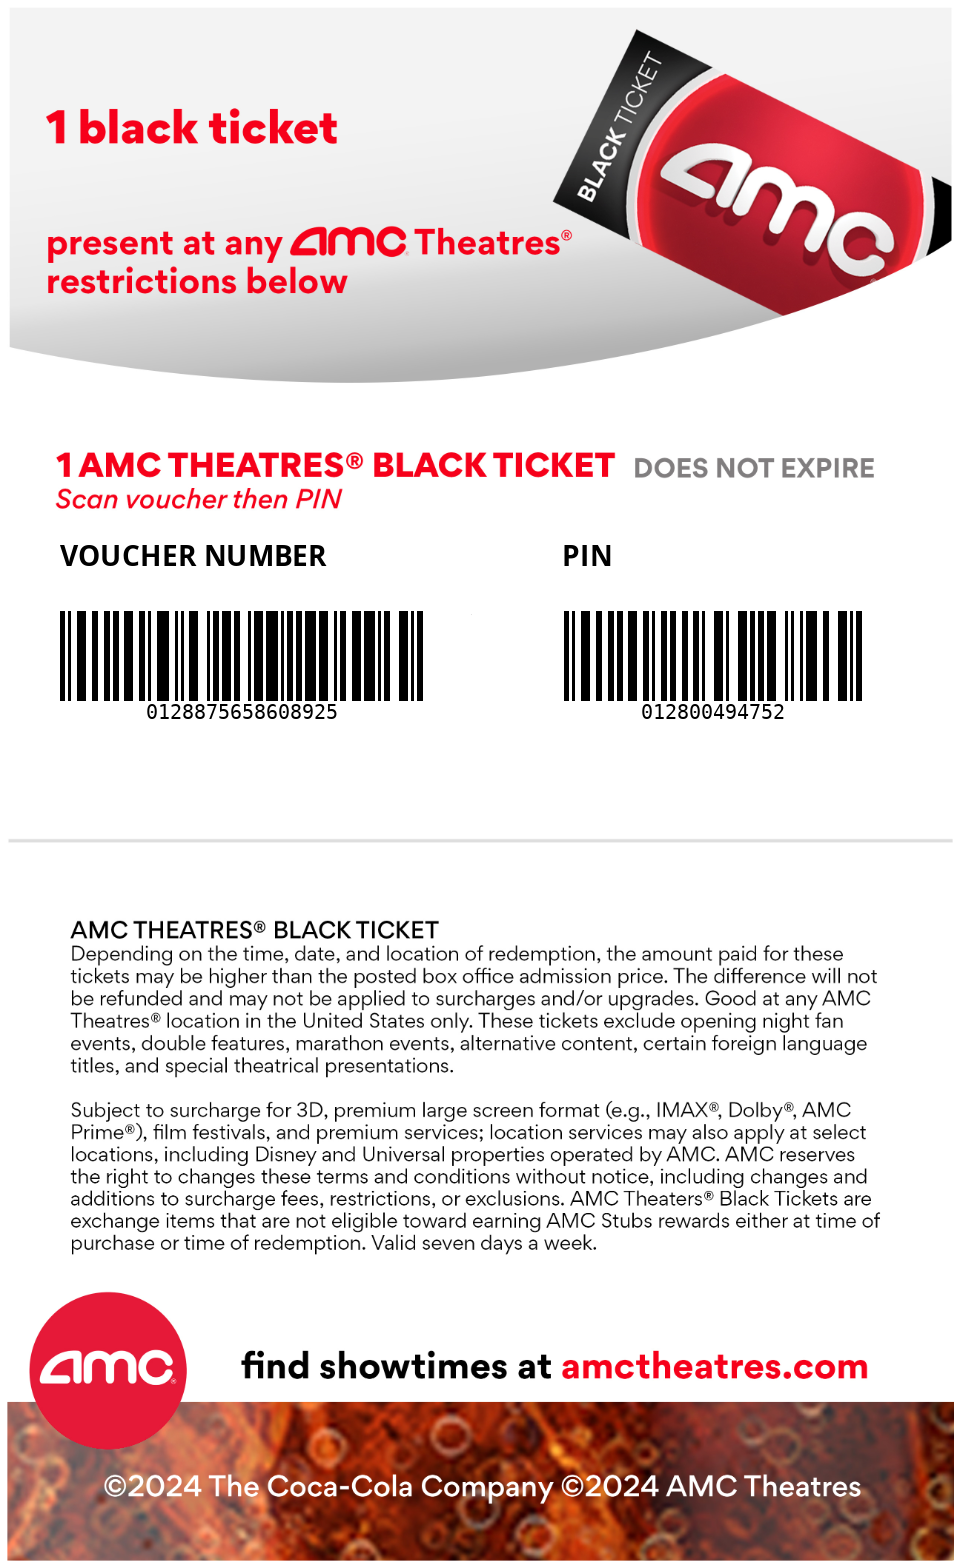 1 black ticket
BLACK TICKET
amc
present at any amc Theatres®
restrictions below
1 AMC THEATRES® BLACK TICKET DOES NOT EXPIRE
Scan voucher then PIN
VOUCHER NUMBER PIN
0128875658608925 012800494752
AMC THEATRES® BLACK TICKET
Depending on the time, date, and location of redemption, the amount paid for these
tickets may be higher than the posted box office admission price. The difference will not
be refunded and may not be applied to surcharges and/or upgrades. Good at any AMC
Theatres® location in the United States only. These tickets exclude opening night fan
events, double features, marathon events, alternative content, certain foreign language
titles, and special theatrical presentations.
Subject to surcharge for 3D, premium large screen format (e.g., IMAX®, Dolby®, AMC
Prime®), film festivals, and premium services; location services may also apply at select
locations, including Disney and Universal properties operated by AMC. AMC reserves
the right to changes these terms and conditions without notice, including changes and
additions to surcharge fees, restrictions, or exclusions. AMC Theaters® Black Tickets are
exchange items that are not eligible toward earning AMC Stubs rewards either at time of
purchase or time of redemption. Valid seven days a week.
amc®
find showtimes at amctheatres.com
©2024 The Coca-Cola Company ©2024 AMC Theatres